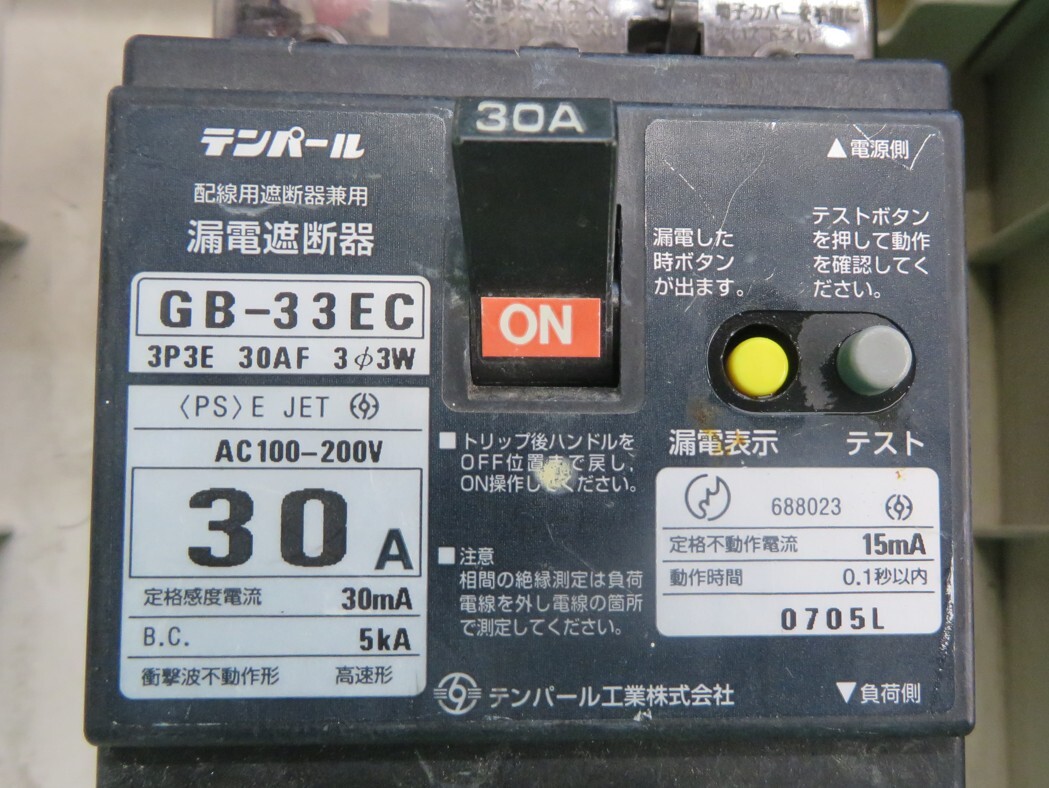 電子カバーを
30A
テンパール
配線用遮断器兼用
漏電遮断器
GB-33EC
3P3E 30AF 3φ3W
〈PS〉E JET
AC100-200V
30A
定格感度電流 30mA
B.C. 5kA
衝撃波不動作形 高速形
ON
■トリップ後ハンドルを
OFF位置まで戻し、
ON操作してください。
■注意
相間の絶縁測定は負荷
電線を外し電線の箇所
で測定してください。
テンパール工業株式会社
▲電源側
漏電した
時ボタン
が出ます。
テストボタン
を押して動作
を確認してく
ださい。
漏電表示 テスト
688023
定格不動作電流 15mA
動作時間 0.1秒以内
0705L
▼負荷側